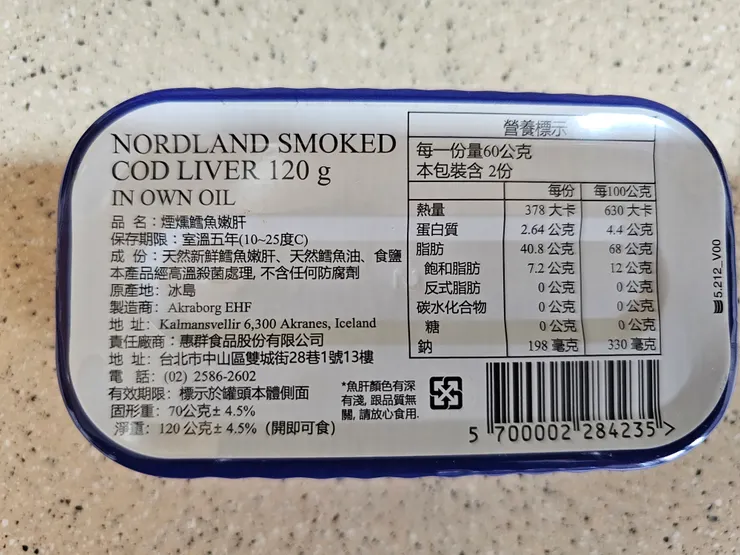 NORDLAND SMOKED
COD LIVER 120 g
IN OWN OIL
品 名：煙燻鱈魚嫩肝
保存期限：室溫五年(10~25度C)
成 份：天然新鮮鱈魚嫩肝、天然鱈魚油、食鹽
本產品經高溫殺菌處理, 不含任何防腐劑
原產地：冰島
製造商：Akraborg EHF
地 址：Kalmansvellir 6,300 Akranes, Iceland
責任廠商：惠群食品股份有限公司
地 址：台北市中山區雙城街28巷1號13樓
電 話：(02) 2586-2602
有效期限：標示於罐頭本體側面
固形重：70公克± 4.5%
淨重：120公克± 4.5%（開即可食）
*魚肝顏色有深
有淺, 跟品質無
關, 請放心食用.
營養標示
每一份量60公克
本包裝含 2份
每份 每100公克
熱量 378 大卡 630 大卡
蛋白質 2.64 公克 4.4 公克
脂肪 40.8 公克 68 公克
飽和脂肪 7.2 公克 12 公克
反式脂肪 0 公克 0 公克
碳水化合物 0 公克 0 公克
糖 0 公克 0 公克
鈉 198 毫克 330 毫克
5 700002 284235 >
5.212_V00